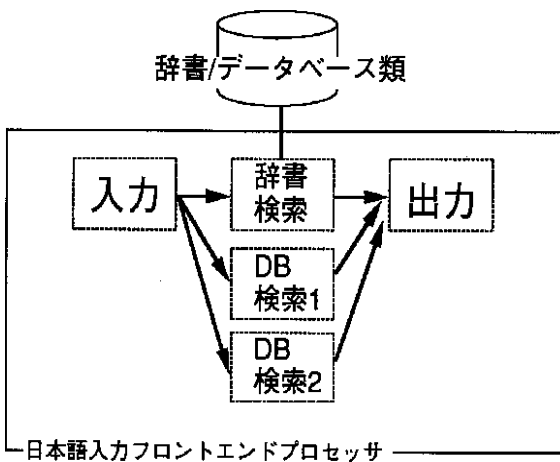 辞書/データベース類
入力
辞書
検索
出力
DB
検索1
DB
検索2
日本語入力フロントエンドプロセッサ